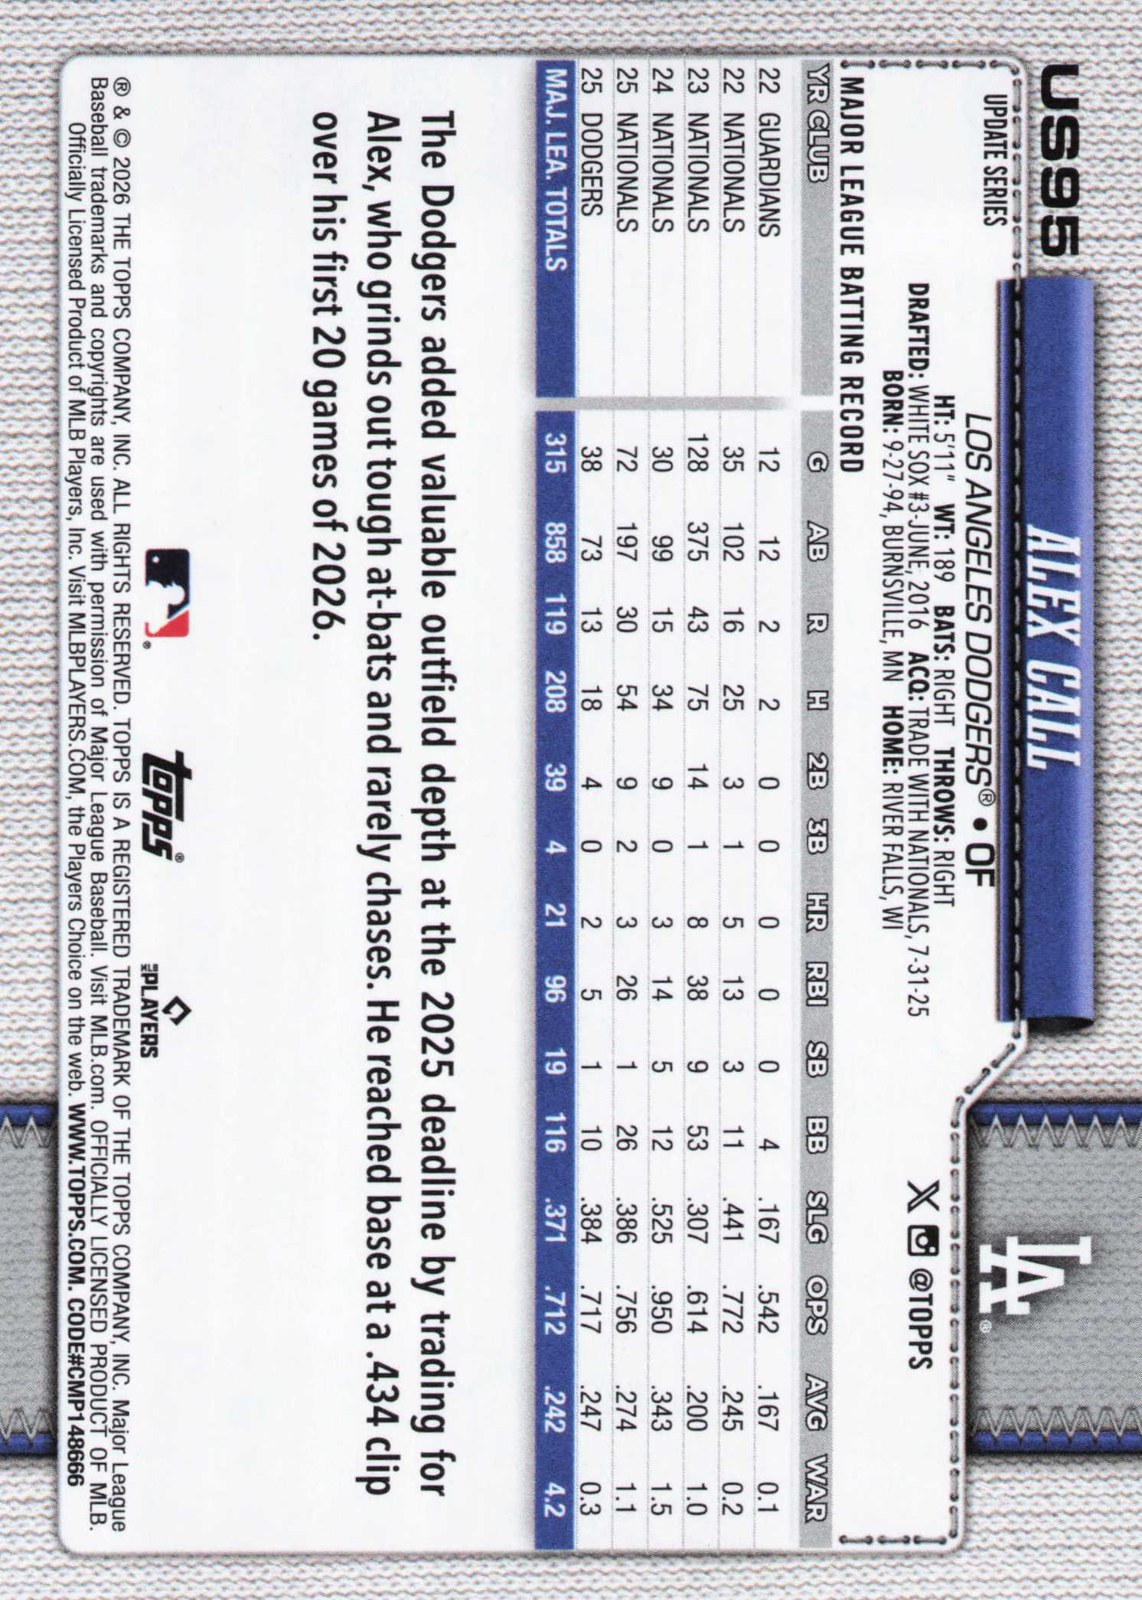 US95
ALEX CALL
UPDATE SERIES
LOS ANGELES DODGERS® • OF
HT: 5'11" WT: 189 BATS: RIGHT THROWS: RIGHT
DRAFTED: WHITE SOX #3-JUNE, 2016 ACQ: TRADE WITH NATIONALS, 7-31-25
BORN: 9-27-94, BURNSVILLE, MN HOME: RIVER FALLS, WI
LA®
X @TOPPS
MAJOR LEAGUE BATTING RECORD
YR CLUB G AB R H 2B 3B HR RBI SB BB SLG OPS AVG WAR
22 GUARDIANS 12 12 2 2 0 0 0 0 0 4 .167 .542 .167 0.1
22 NATIONALS 35 102 16 25 3 1 5 13 3 11 .441 .772 .245 0.2
23 NATIONALS 128 375 43 75 14 1 8 38 9 53 .307 .614 .200 1.0
24 NATIONALS 30 99 15 34 9 0 3 14 5 12 .525 .950 .343 1.5
25 NATIONALS 72 197 30 54 9 2 3 26 1 26 .386 .756 .274 1.1
25 DODGERS 38 73 13 18 4 0 2 5 1 10 .384 .717 .247 0.3
MAJ. LEA. TOTALS 315 858 119 208 39 4 21 96 19 116 .371 .712 .242 4.2
The Dodgers added valuable outfield depth at the 2025 deadline by trading for
Alex, who grinds out tough at-bats and rarely chases. He reached base at a .434 clip
over his first 20 games of 2026.
topps®
MLB PLAYERS
® & © 2026 THE TOPPS COMPANY, INC. ALL RIGHTS RESERVED. TOPPS IS A REGISTERED TRADEMARK OF THE TOPPS COMPANY, INC. Major League
Baseball trademarks and copyrights are used with permission of Major League Baseball. Visit MLB.com. OFFICIALLY LICENSED PRODUCT OF MLB.
Officially Licensed Product of MLB Players, Inc. Visit MLBPLAYERS.COM, the Players Choice on the web. WWW.TOPPS.COM. CODE#CMP148666